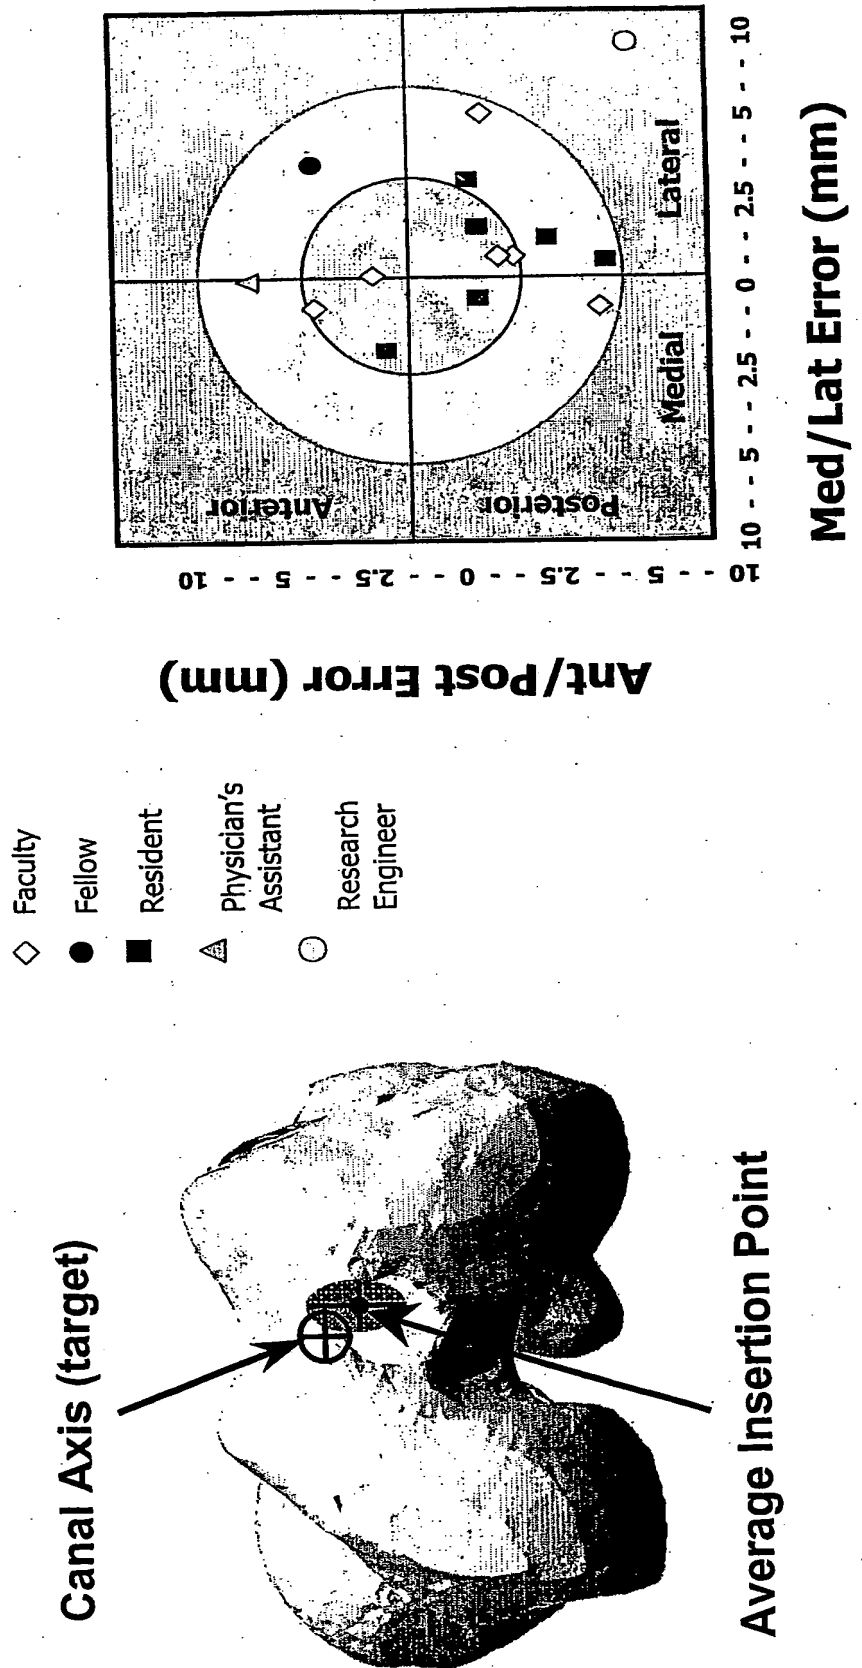 Canal Axis (target)
Average Insertion Point
Faculty
Fellow
Resident
Physician's
Assistant
Research
Engineer
Ant/Post Error (mm)
10 - - 5 - - 2.5 - - 0 - - 2.5 - - 5 - - 10
Anterior
Posterior
Medial
Lateral
10 - - 5 - - 2.5 - - 0 - - 2.5 - - 5 - - 10
Med/Lat Error (mm)